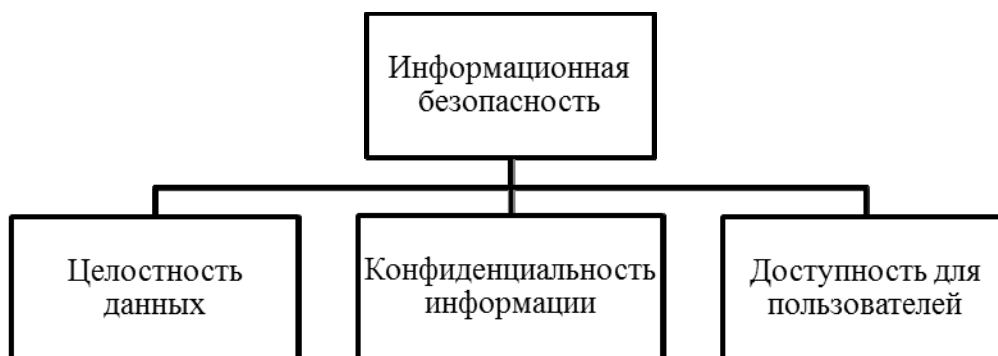 Информационная
безопасность
Целостность
данных
Конфиденциальность
информации
Доступность для
пользователей